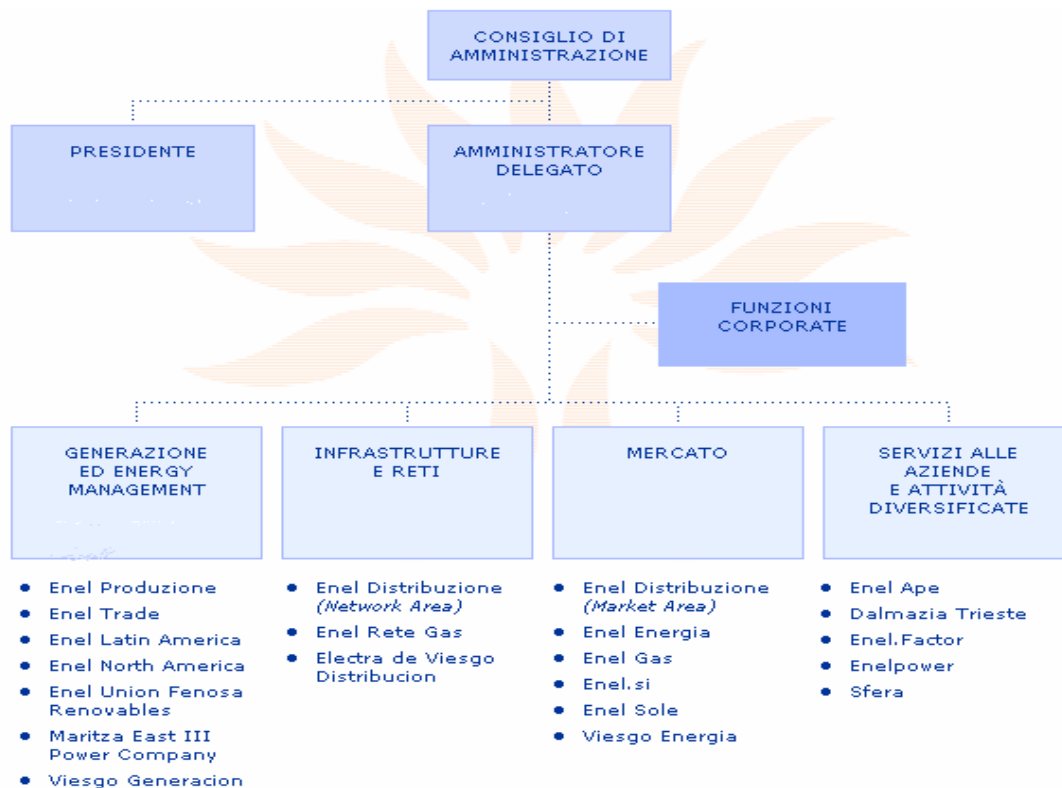 CONSIGLIO DI
AMMINISTRAZIONE
PRESIDENTE
AMMINISTRATORE
DELEGATO
FUNZIONI
CORPORATE
GENERAZIONE
ED ENERGY
MANAGEMENT
INFRASTRUTTURE
E RETI
MERCATO
SERVIZI ALLE
AZIENDE
E ATTIVITÀ
DIVERSIFICATE
Enel Produzione
Enel Trade
Enel Latin America
Enel North America
Enel Union Fenosa
Renovables
Maritza East III
Power Company
Viesgo Generacion
Enel Distribuzione
(Network Area)
Enel Rete Gas
Electra de Viesgo
Distribucion
Enel Distribuzione
(Market Area)
Enel Energia
Enel Gas
Enel.si
Enel Sole
Viesgo Energia
Enel Ape
Dalmazia Trieste
Enel.Factor
Enelpower
Sfera